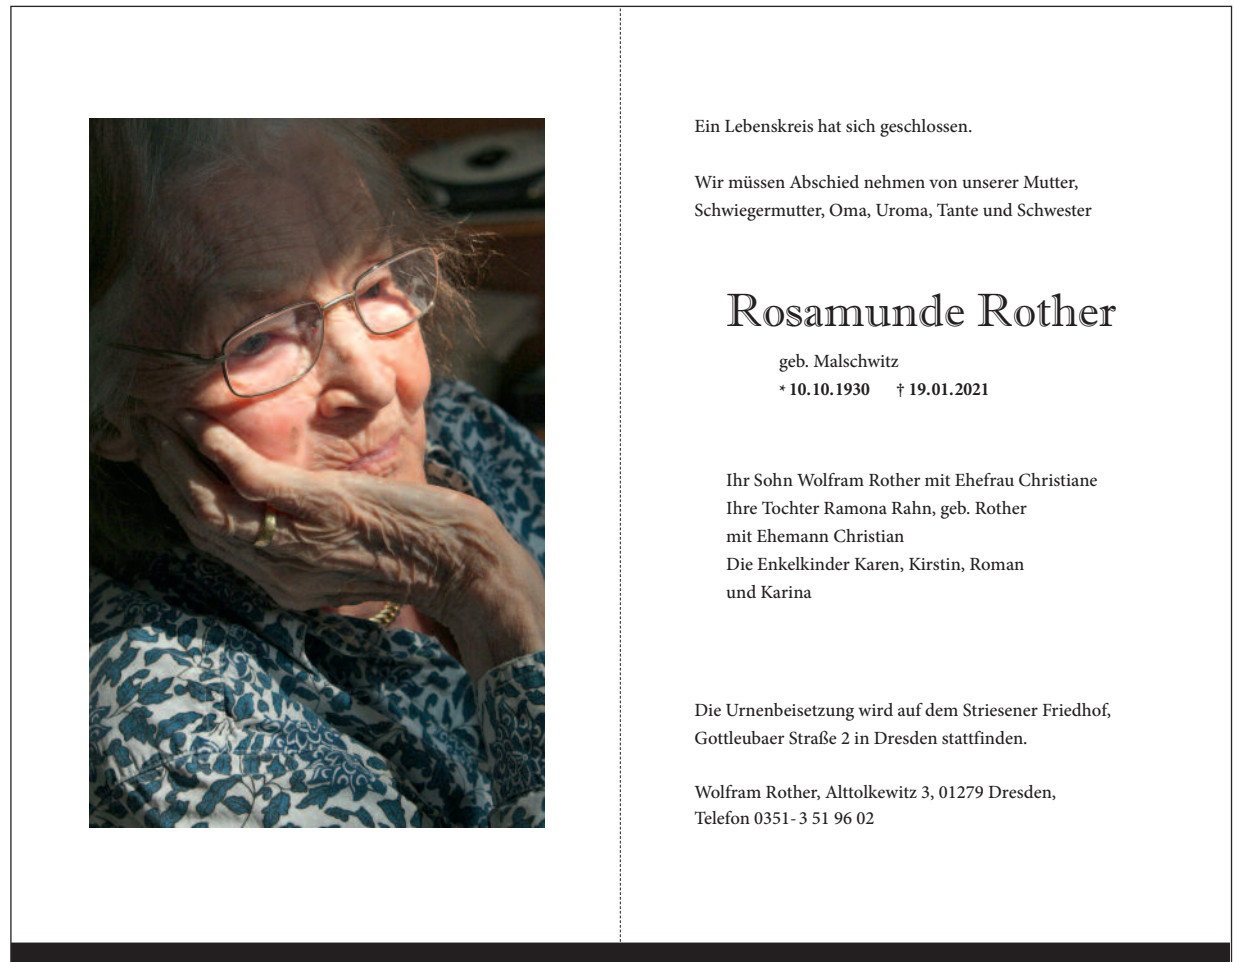 Ein Lebenskreis hat sich geschlossen.
Wir müssen Abschied nehmen von unserer Mutter,
Schwiegermutter, Oma, Uroma, Tante und Schwester
Rosamunde Rother
geb. Malschwitz
* 10.10.1930 † 19.01.2021
Ihr Sohn Wolfram Rother mit Ehefrau Christiane
Ihre Tochter Ramona Rahn, geb. Rother
mit Ehemann Christian
Die Enkelkinder Karen, Kirstin, Roman
und Karina
Die Urnenbeisetzung wird auf dem Striesener Friedhof,
Gottleubaer Straße 2 in Dresden stattfinden.
Wolfram Rother, Alttolkewitz 3, 01279 Dresden,
Telefon 0351-3 51 96 02